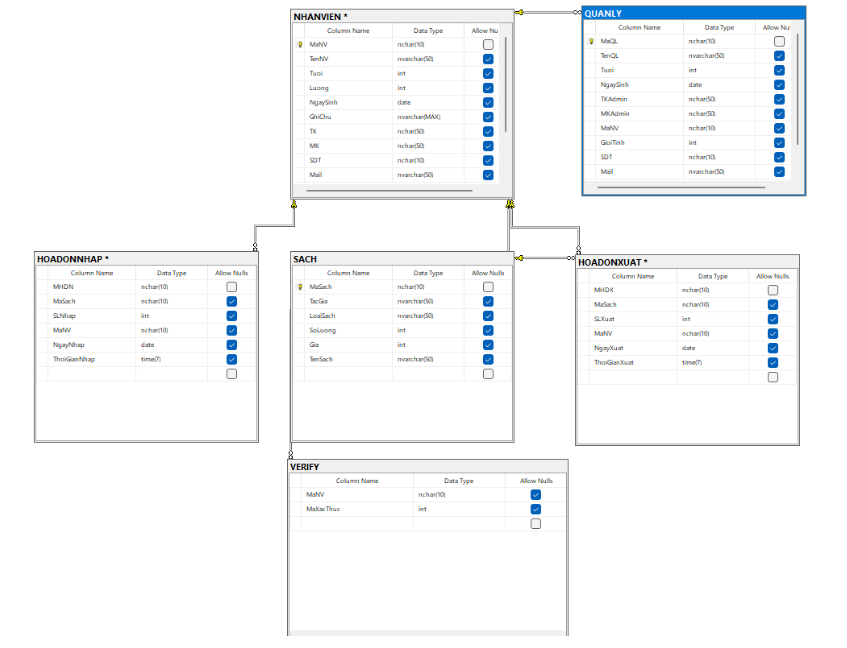 NHANVIEN *
Column Name Data Type Allow Nu
MaNV nchar(10)
TenNV nvarchar(50)
Tuoi int
Luong int
NgaySinh date
GhiChu nvarchar(MAX)
TK nchar(50)
MK nchar(50)
SDT nchar(10)
Mail nvarchar(50)
QUANLY
Column Name Data Type Allow Nu
MaQL nchar(10)
TenQL nvarchar(50)
Tuoi int
NgaySinh date
TKAdmin nchar(50)
MKAdmin nchar(50)
MaNV nchar(10)
GioiTinh int
SDT nchar(10)
Mail nvarchar(50)
HOADONNHAP *
Column Name Data Type Allow Nulls
MHDN nchar(10)
MaSach nchar(10)
SLNhap int
MaNV nchar(10)
NgayNhap date
ThoiGianNhap time(7)
SACH
Column Name Data Type Allow Nulls
MaSach nchar(10)
TacGia nvarchar(50)
LoaiSach nvarchar(50)
SoLuong int
Gia int
TenSach nvarchar(50)
HOADONXUAT *
Column Name Data Type Allow Nulls
MHDX nchar(10)
MaSach nchar(10)
SLXuat int
MaNV nchar(10)
NgayXuat date
ThoiGianXuat time(7)
VERIFY
Column Name Data Type Allow Nulls
MaNV nchar(10)
MaXacThuc int